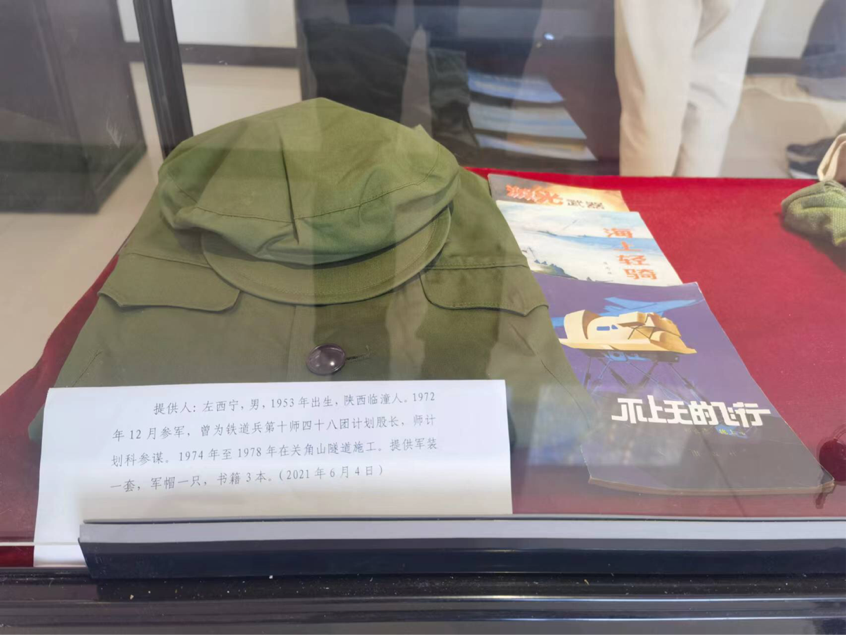 武器
海上轻骑
不上天的飞行
提供人：左西宁，男，1953年出生，陕西临潼人。1972
年12月参军，曾为铁道兵第十师四十八团计划股长，师计
划科参谋。1974年至1978年在关角山隧道施工。提供军装
一套，军帽一只，书籍3本。(2021年6月4日)